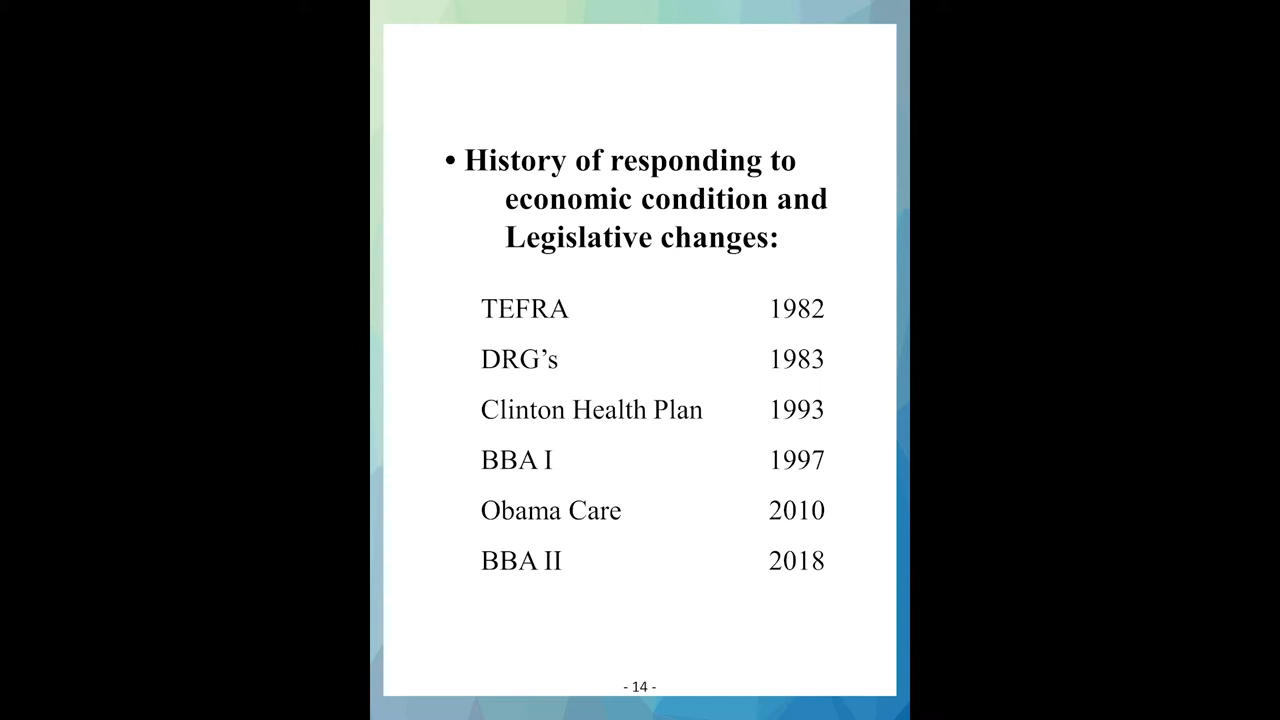 • History of responding to
economic condition and
Legislative changes:
TEFRA 1982
DRG’s 1983
Clinton Health Plan 1993
BBA I 1997
Obama Care 2010
BBA II 2018
- 14 -